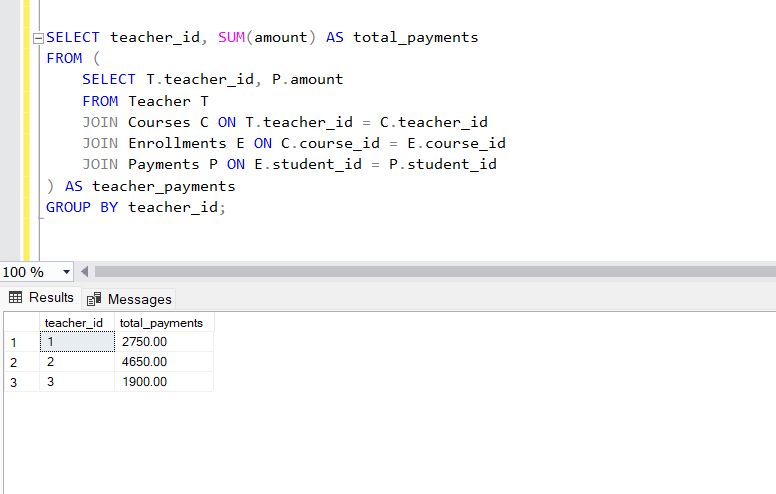 SELECT teacher_id, SUM(amount) AS total_payments
FROM (
SELECT T.teacher_id, P.amount
FROM Teacher T
JOIN Courses C ON T.teacher_id = C.teacher_id
JOIN Enrollments E ON C.course_id = E.course_id
JOIN Payments P ON E.student_id = P.student_id
) AS teacher_payments
GROUP BY teacher_id;
100 %
Results Messages
teacher_id total_payments
1 1 2750.00
2 2 4650.00
3 3 1900.00